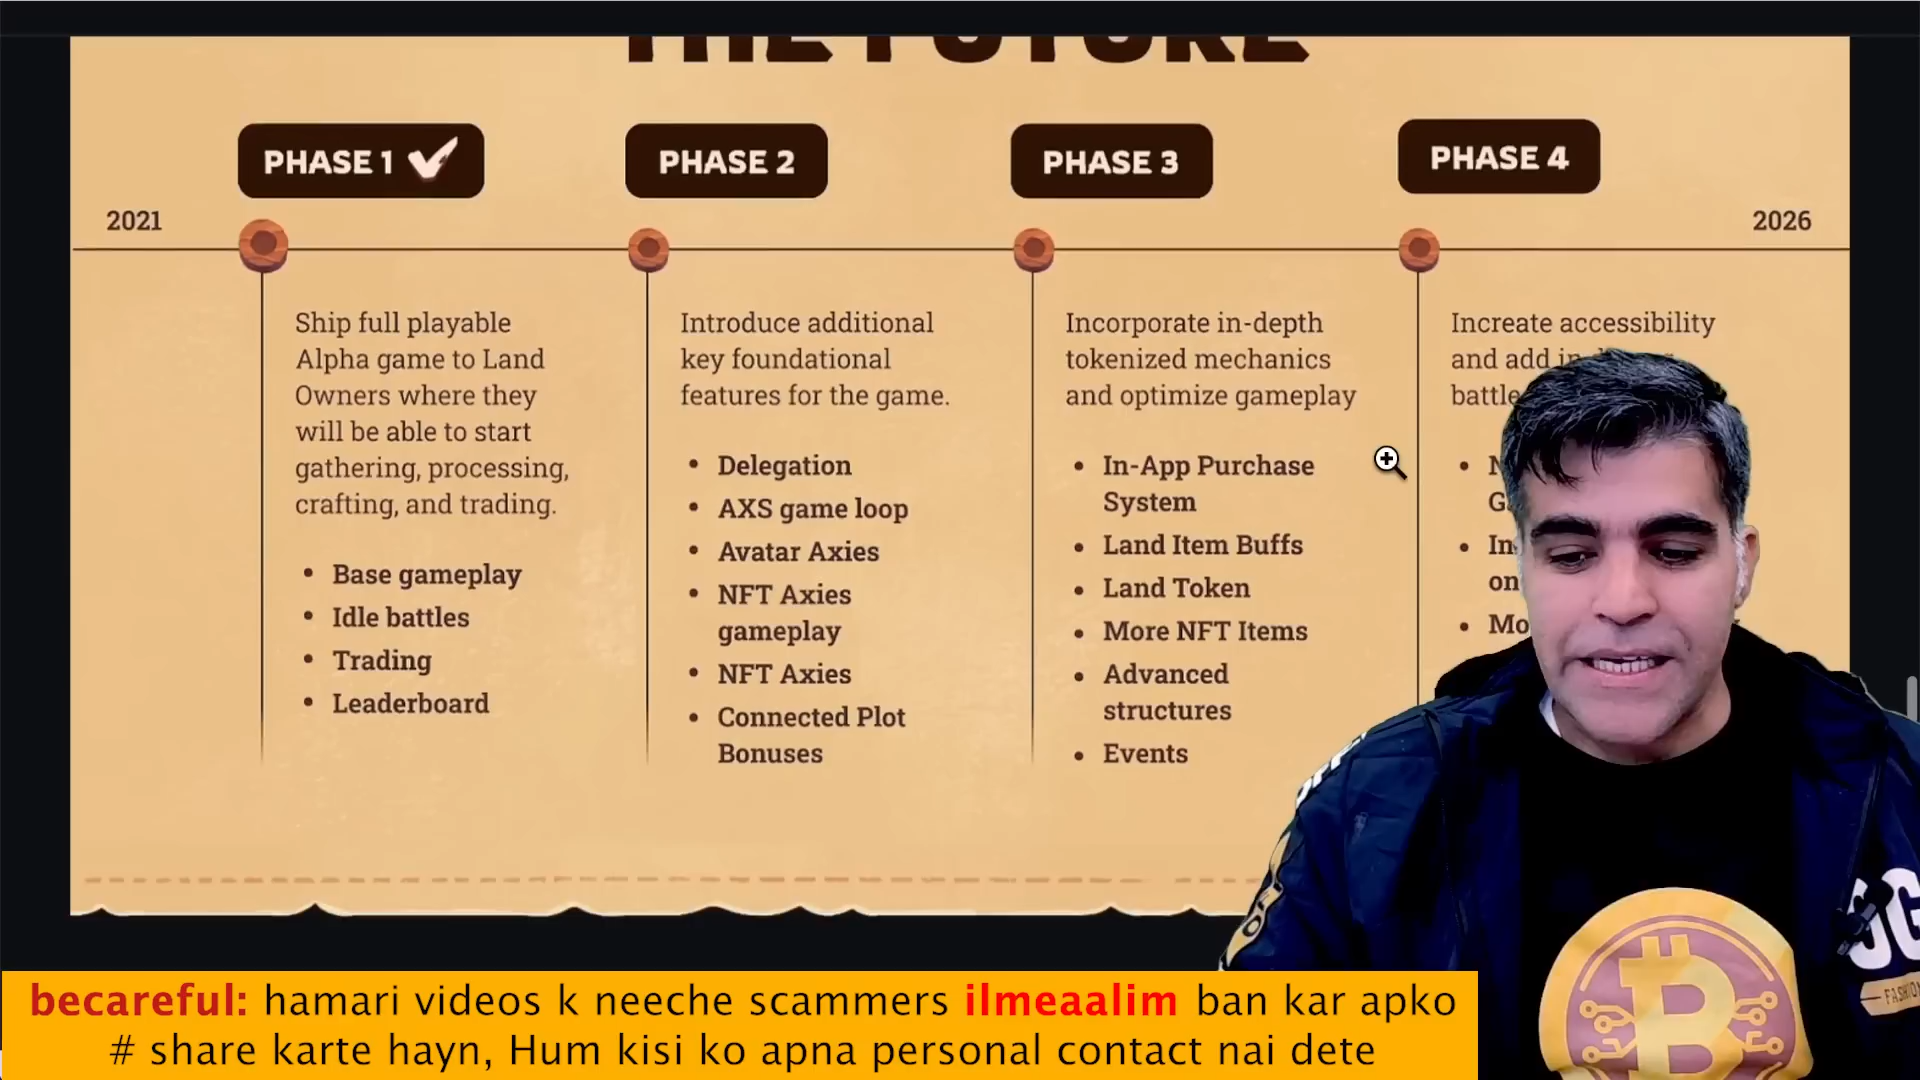 THE FUTURE
PHASE 1
PHASE 2
PHASE 3
PHASE 4
2021
2026
Ship full playable
Alpha game to Land
Owners where they
will be able to start
gathering, processing,
crafting, and trading.
• Base gameplay
• Idle battles
• Trading
• Leaderboard
Introduce additional
key foundational
features for the game.
• Delegation
• AXS game loop
• Avatar Axies
• NFT Axies
gameplay
• NFT Axies
• Connected Plot
Bonuses
Incorporate in-depth
tokenized mechanics
and optimize gameplay
• In-App Purchase
System
• Land Item Buffs
• Land Token
• More NFT Items
• Advanced
structures
• Events
Increate accessibility
and add
battle
becareful: hamari videos k neeche scammers ilmeaalim ban kar apko
# share karte hayn, Hum kisi ko apna personal contact nai dete